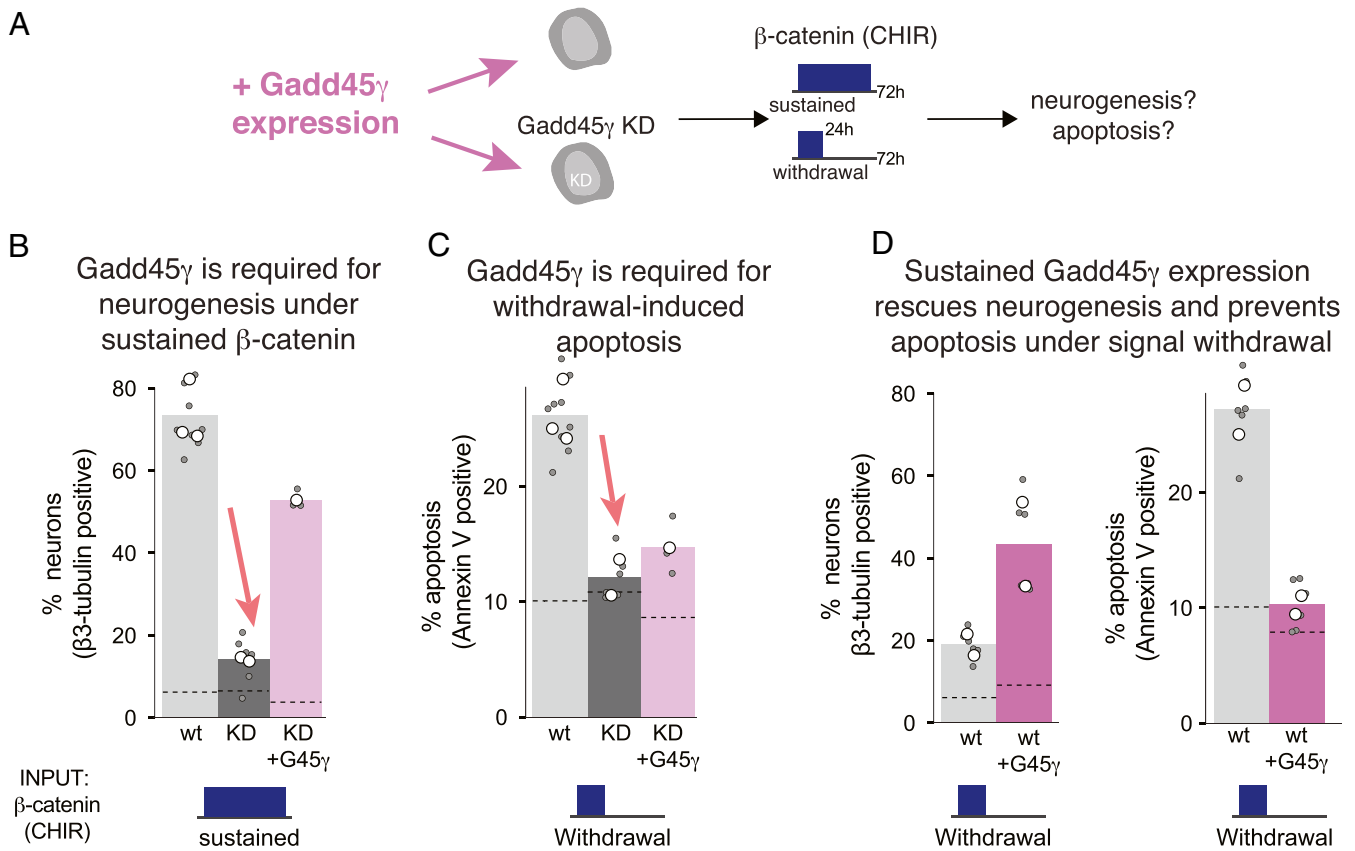 A
+ Gadd45γ
expression
Gadd45γ KD
KD
β-catenin (CHIR)
72h
sustained
24h
72h
withdrawal
neurogenesis?
apoptosis?
B
Gadd45γ is required for
neurogenesis under
sustained β-catenin
% neurons
(β3-tubulin positive)
80
60
40
20
0
wt
KD
KD
+G45γ
INPUT:
β-catenin
(CHIR)
sustained
C
Gadd45γ is required for
withdrawal-induced
apoptosis
% apoptosis
(Annexin V positive)
20
10
0
wt
KD
KD
+G45γ
Withdrawal
D
Sustained Gadd45γ expression
rescues neurogenesis and prevents
apoptosis under signal withdrawal
% neurons
β3-tubulin positive)
80
60
40
20
0
wt
wt
+G45γ
Withdrawal
% apoptosis
(Annexin V positive)
20
10
0
wt
wt
+G45γ
Withdrawal